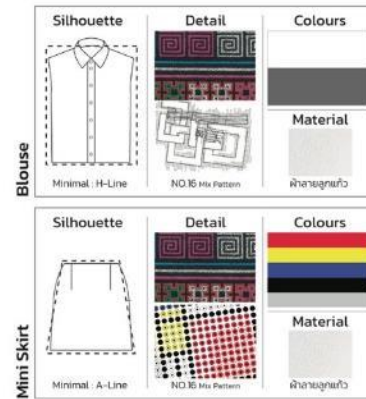 Silhouette
Detail
Colours
Blouse
Material
Minimal : H-Line
NO.16 Mix Pattern
ผ้าลายลูกแก้ว
Silhouette
Detail
Colours
Mini Skirt
Material
Minimal : A-Line
NO.16 Mix Pattern
ผ้าลายลูกแก้ว